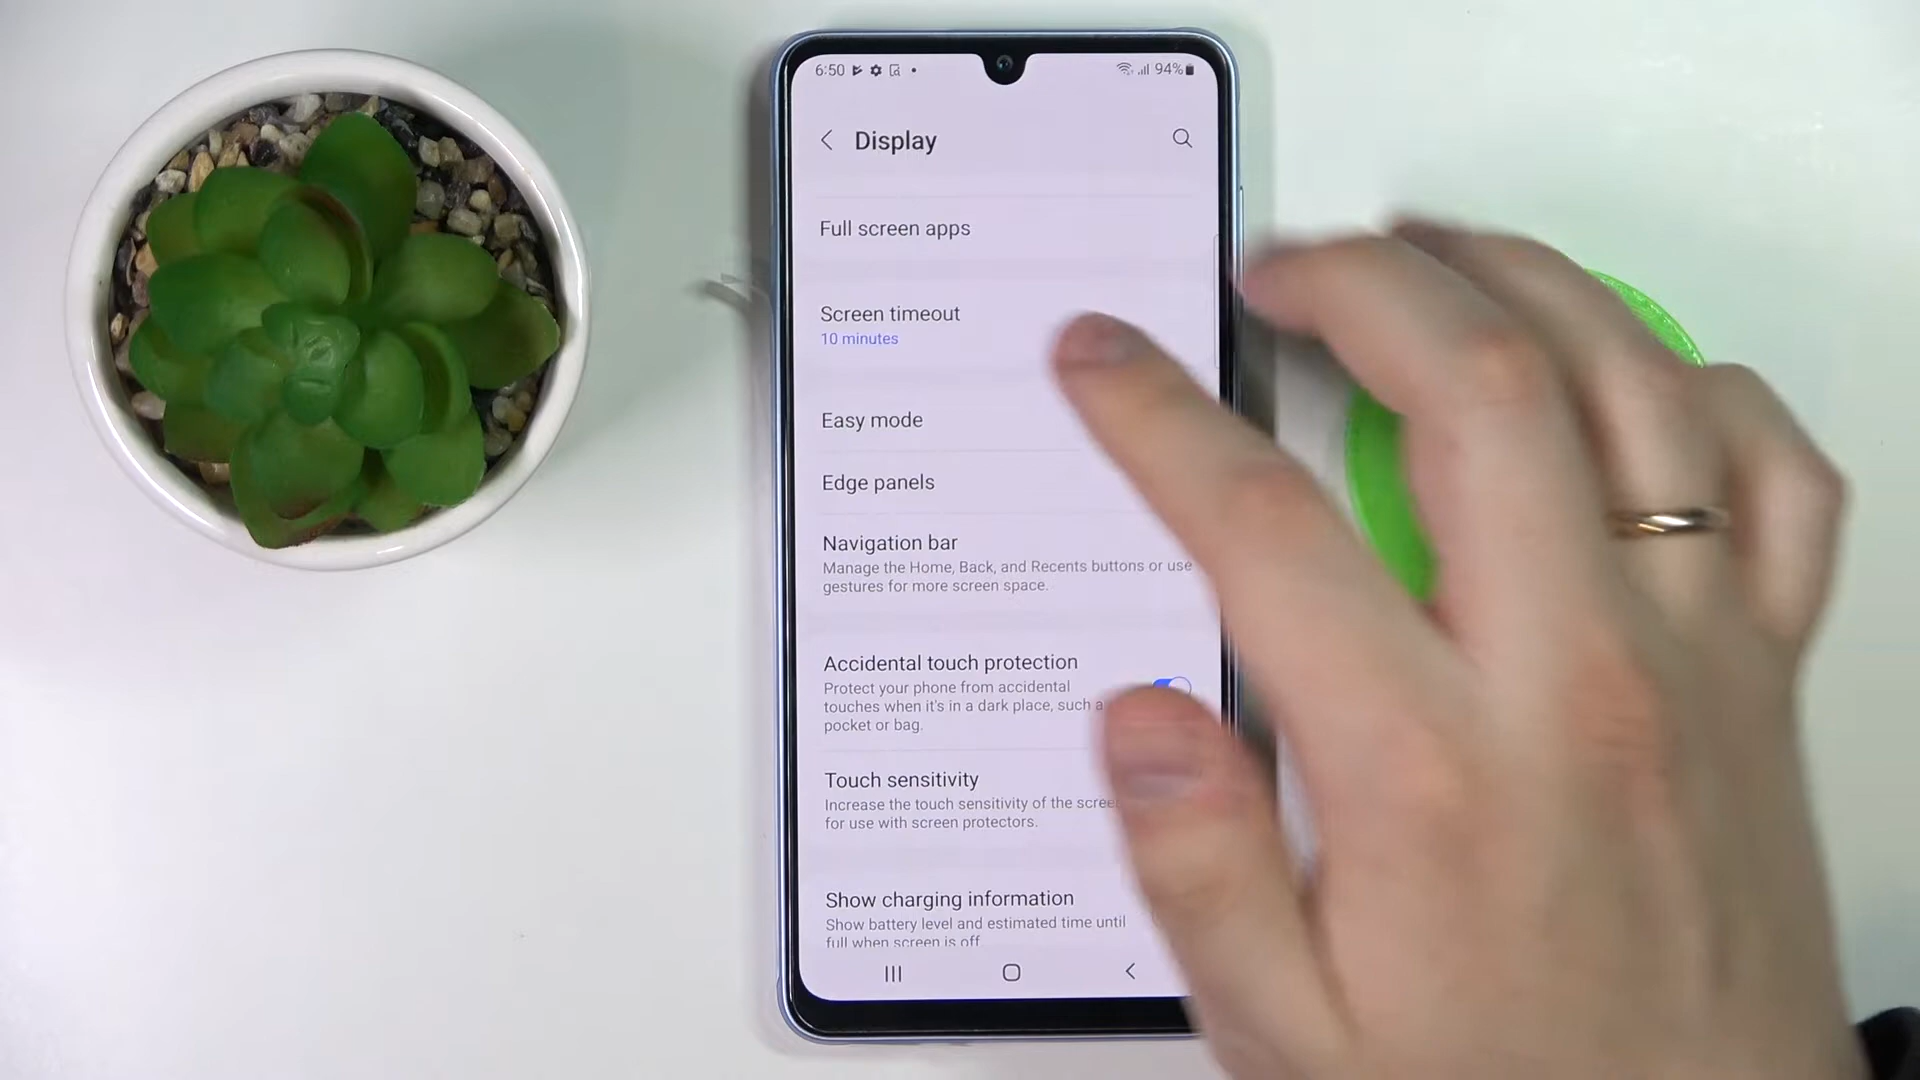 6:50
94%
Display
Full screen apps
Screen timeout
10 minutes
Easy mode
Edge panels
Navigation bar
Manage the Home, Back, and Recents buttons or use
gestures for more screen space.
Accidental touch protection
Protect your phone from accidental
touches when it's in a dark place, such a
pocket or bag.
Touch sensitivity
Increase the touch sensitivity of the scree
for use with screen protectors.
Show charging information
Show battery level and estimated time until
full when screen is off